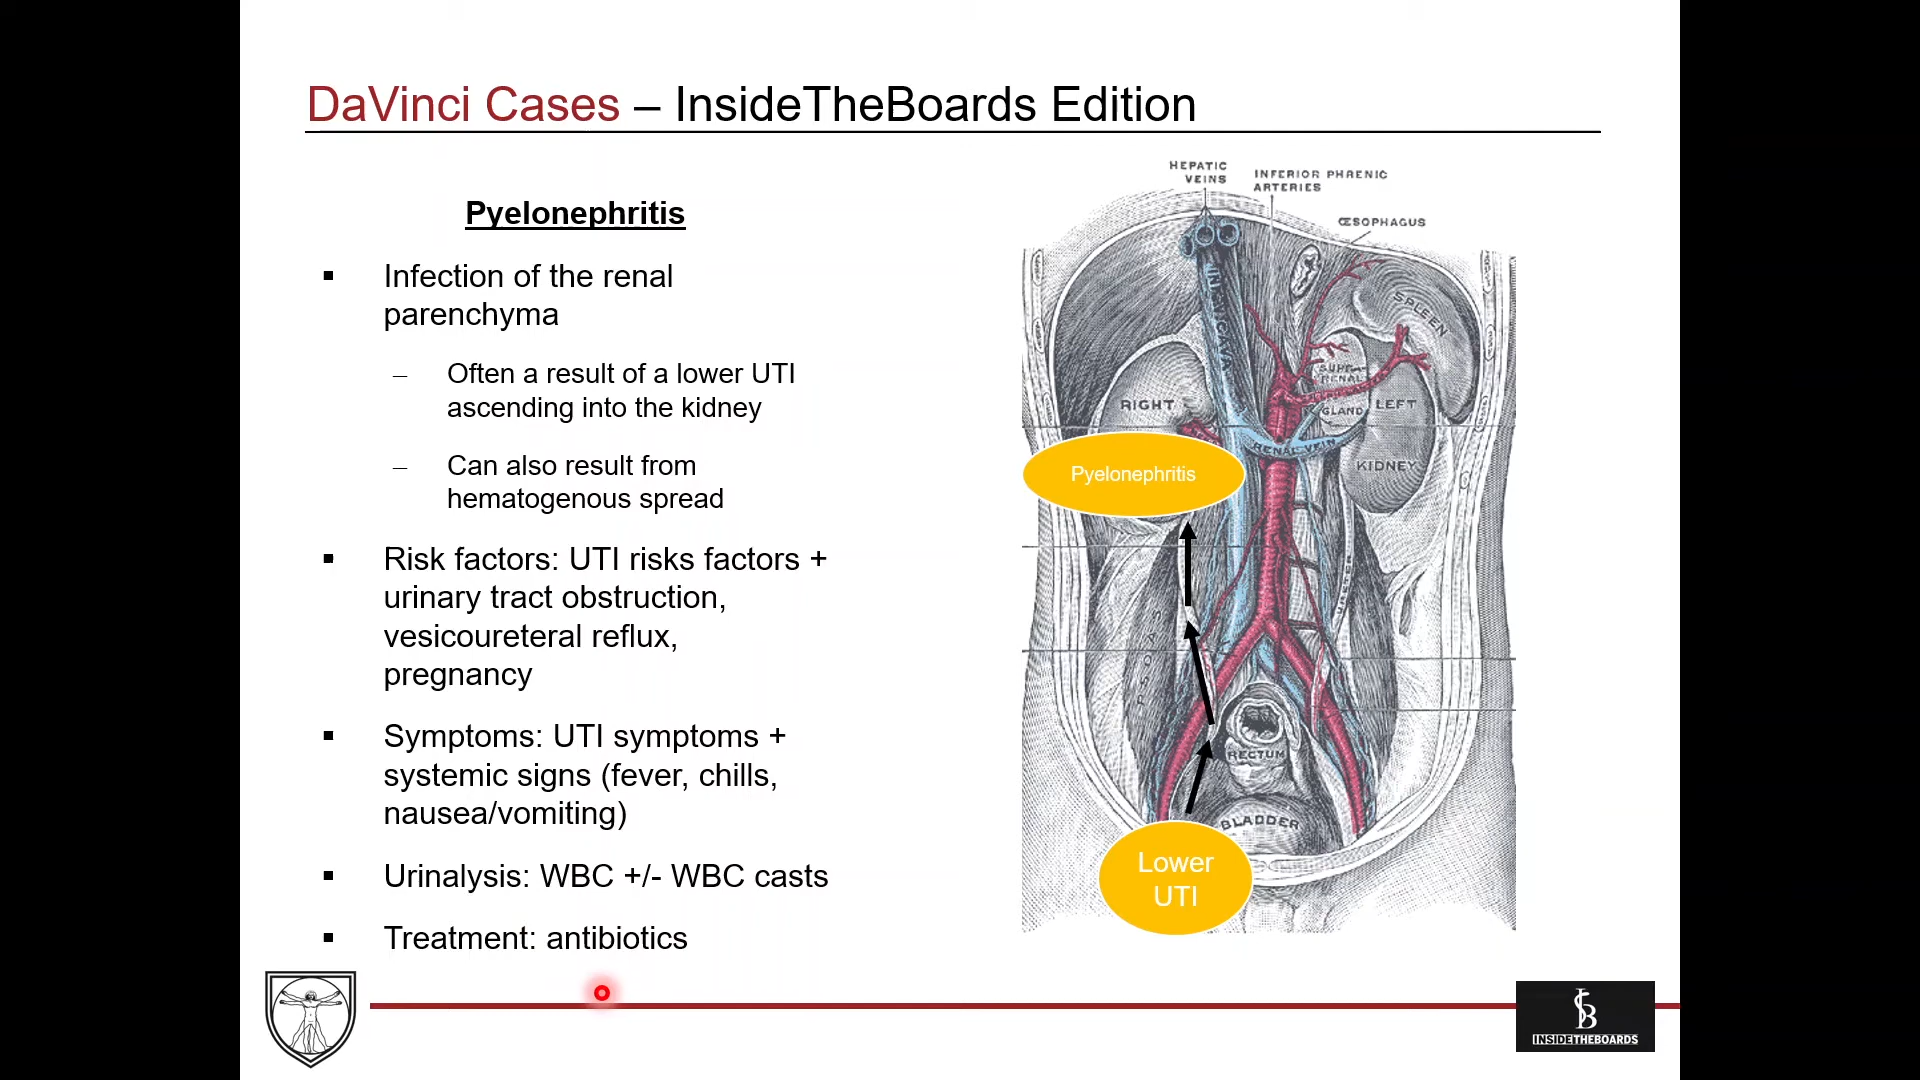 DaVinci Cases – InsideTheBoards Edition
Pyelonephritis
▪ Infection of the renal
parenchyma
– Often a result of a lower UTI
ascending into the kidney
– Can also result from
hematogenous spread
▪ Risk factors: UTI risks factors +
urinary tract obstruction,
vesicoureteral reflux,
pregnancy
▪ Symptoms: UTI symptoms +
systemic signs (fever, chills,
nausea/vomiting)
▪ Urinalysis: WBC +/- WBC casts
▪ Treatment: antibiotics
HEPATIC
VEINS
INFERIOR PHRENIC
ARTERIES
ŒSOPHAGUS
SPLEEN
SUPRA-
RENAL
GLAND
RIGHT
LEFT
RENAL VEIN
KIDNEY
Pyelonephritis
PSOAS
RECTUM
BLADDER
Lower
UTI
INSIDETHEBOARDS